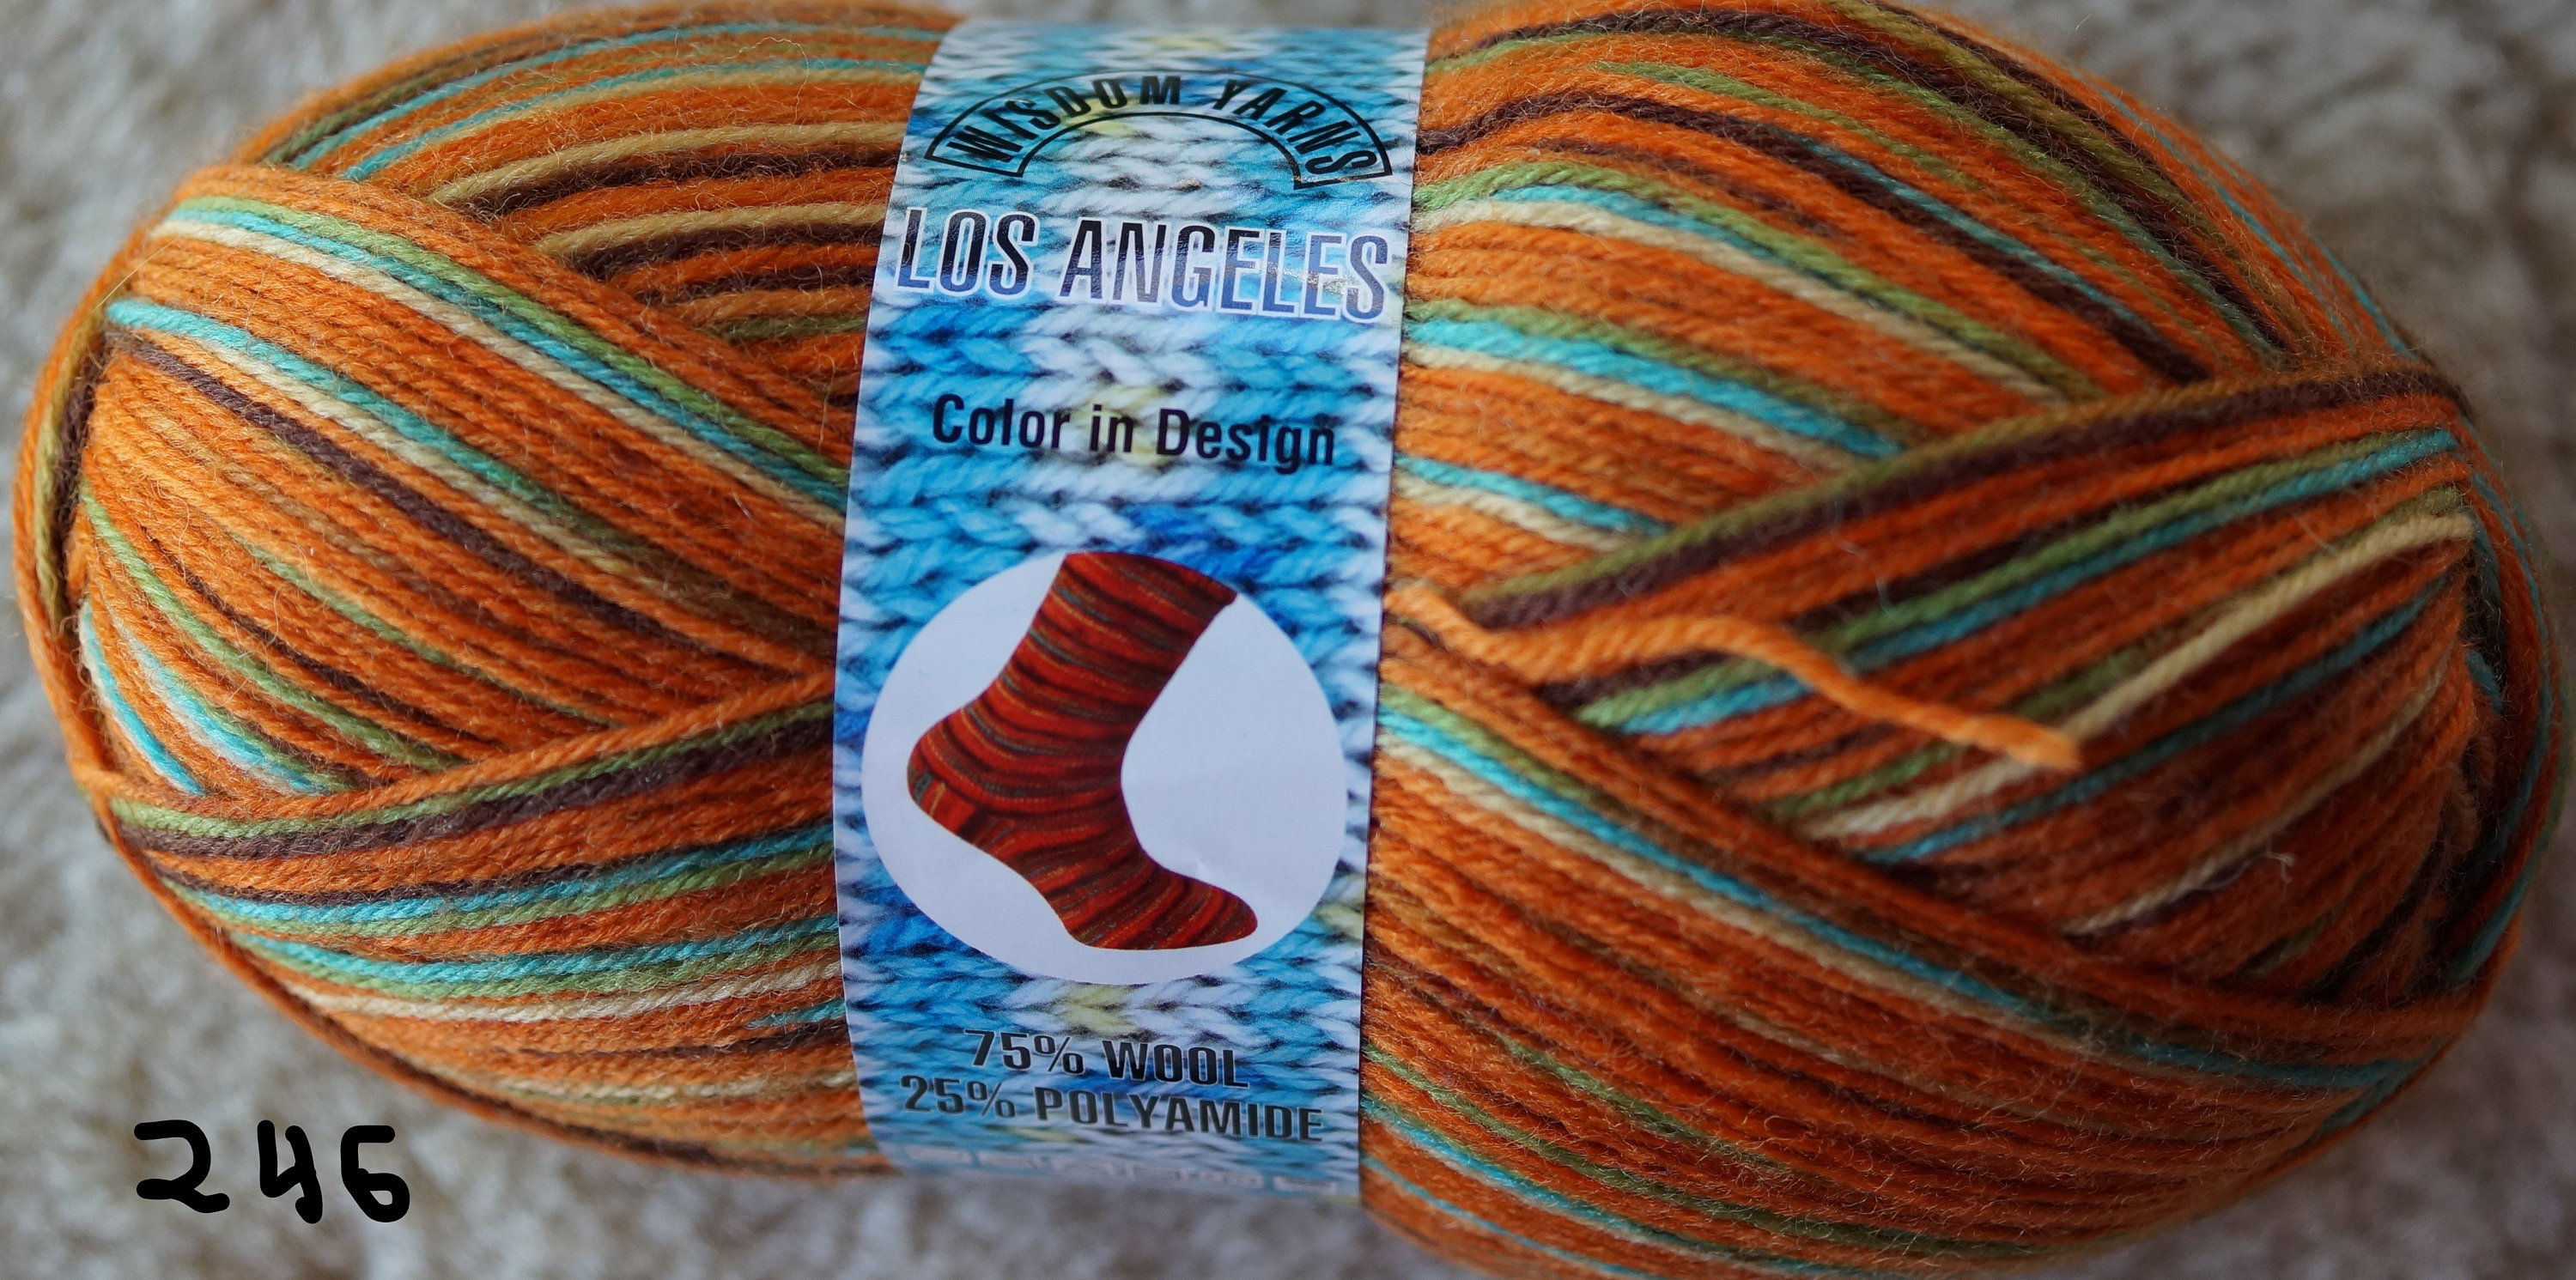 WISDOM YARNS
LOS ANGELES
Color in Design
75% WOOL
25% POLYAMIDE
246